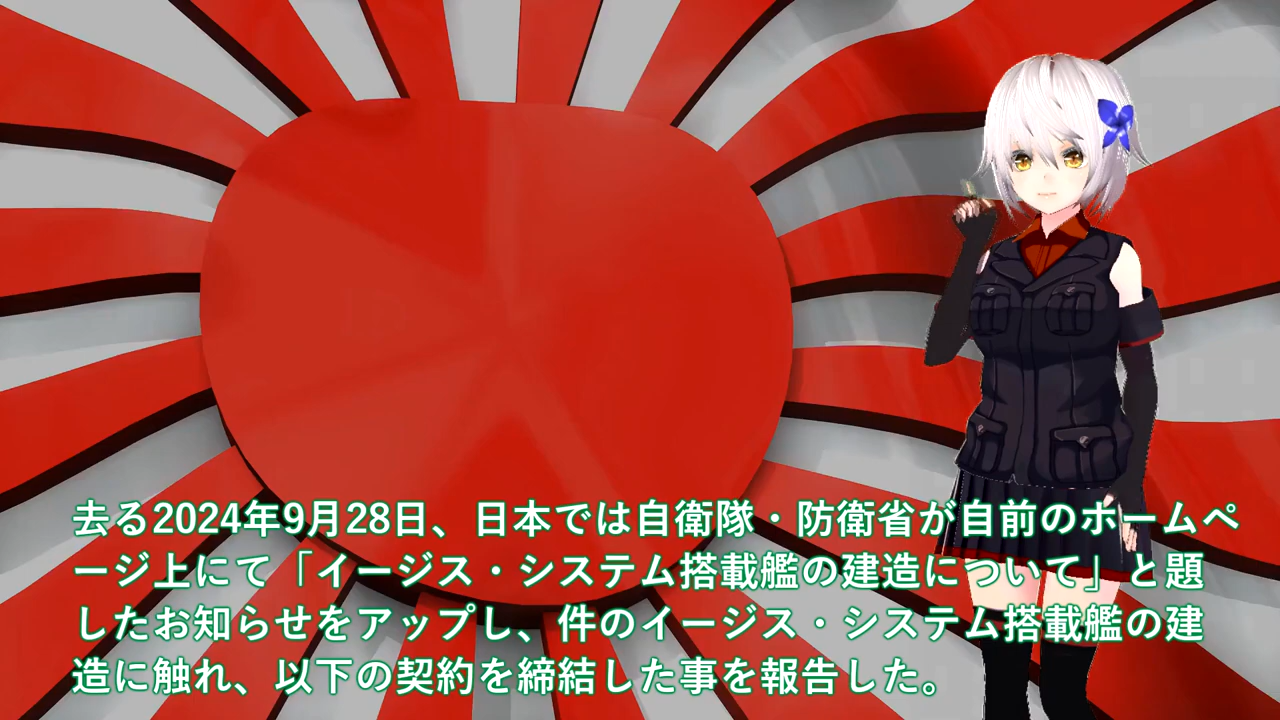 去る2024年9月28日、日本では自衛隊・防衛省が自前のホームペ
ージ上にて「イージス・システム搭載艦の建造について」と題
したお知らせをアップし、件のイージス・システム搭載艦の建
造に触れ、以下の契約を締結した事を報告した。